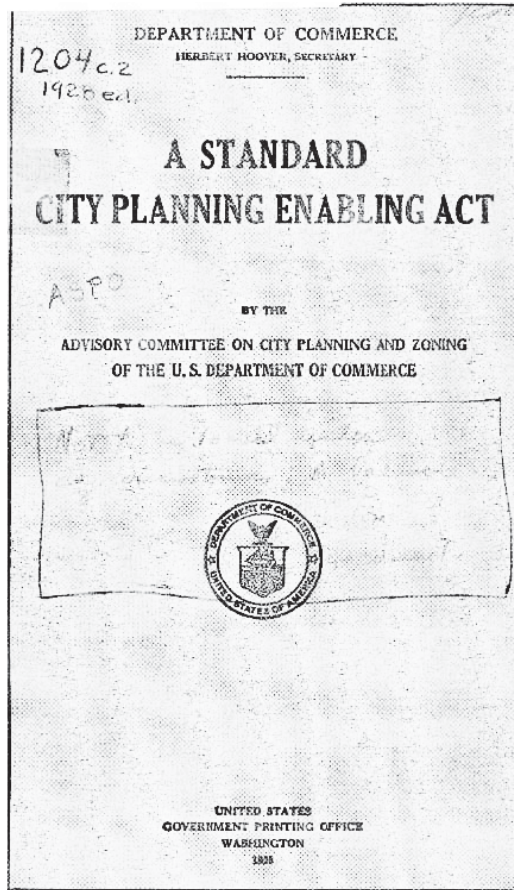 DEPARTMENT OF COMMERCE
HERBERT HOOVER, SECRETARY
1204 c.2
1928 ed.
A STANDARD
CITY PLANNING ENABLING ACT
ASPO
BY THE
ADVISORY COMMITTEE ON CITY PLANNING AND ZONING
OF THE U. S. DEPARTMENT OF COMMERCE
DEPARTMENT OF COMMERCE
UNITED STATES OF AMERICA
UNITED STATES
GOVERNMENT PRINTING OFFICE
WASHINGTON